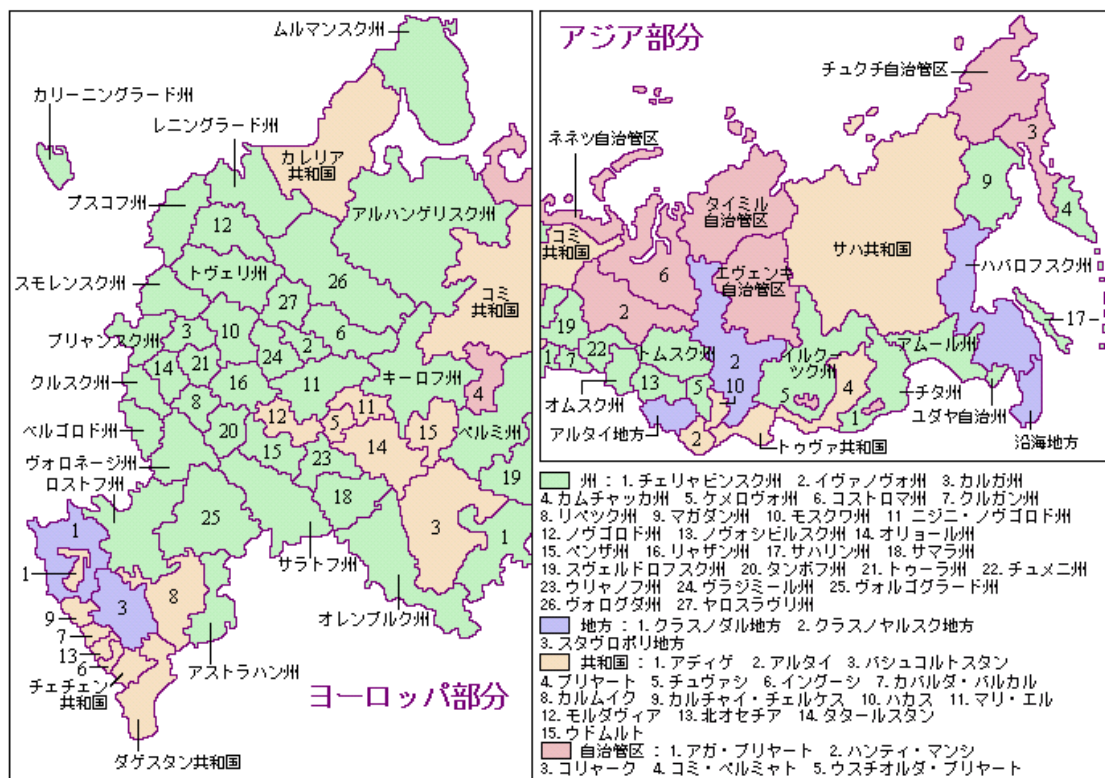 ムルマンスク州
カリーニングラード州
レニングラード州
カレリア
共和国
プスコフ州
アルハンゲリスク州
12
トヴェリ州
26
スモレンスク州
27
コミ
共和国
ブリャンスク州
3
10
2
6
14
21
24
クルスク州
16
11
キーロフ州
4
8
12
5
11
ベルゴロド州
20
15
14
15
ペルミ州
ヴォロネージ州
23
19
ロストフ州
18
25
3
1
1
サラトフ州
1
3
8
9
オレンブルク州
7
13
6
アストラハン州
チェチェン
共和国
ヨーロッパ部分
ダゲスタン共和国
アジア部分
チュクチ自治管区
ネネツ自治管区
3
9
コミ
共和国
タイミル
自治管区
4
サハ共和国
6
エヴェンキ
自治管区
ハバロフスク州
2
19
17
1
7
22
トムスク州
2
イルクーツク州
アムール州
オムスク州
13
5
10
5
4
チタ州
1
ユダヤ自治州
アルタイ地方
2
トゥヴァ共和国
沿海地方
州：1. チェリャビンスク州 2. イヴァノヴォ州 3. カルガ州
4. カムチャッカ州 5. ケメロヴォ州 6. コストロマ州 7. クルガン州
8. リペツク州 9. マガダン州 10. モスクワ州 11 ニジニ・ノヴゴロド州
12. ノヴゴロド州 13. ノヴォシビルスク州 14. オリョール州
15. ペンザ州 16. リャザン州 17. サハリン州 18. サマラ州
19. スヴェルドロフスク州 20. タンボフ州 21. トゥーラ州 22. チュメニ州
23. ウリャノフ州 24. ヴラジミール州 25. ヴォルゴグラード州
26. ヴォログダ州 27. ヤロスラヴリ州
地方：1. クラスノダル地方 2. クラスノヤルスク地方
3. スタヴロポリ地方
共和国：1. アディゲ 2. アルタイ 3. バシュコルトスタン
4. ブリヤート 5. チュヴァシ 6. イングーシ 7. カバルダ・バルカル
8. カルムイク 9. カルチャイ・チェルケス 10. ハカス 11. マリ・エル
12. モルダヴィア 13. 北オセチア 14. タタールスタン
15. ウドムルト
自治管区：1. アガ・ブリヤート 2. ハンティ・マンシ
3. コリャーク 4. コミ・ペルミャト 5. ウスチオルダ・ブリヤート